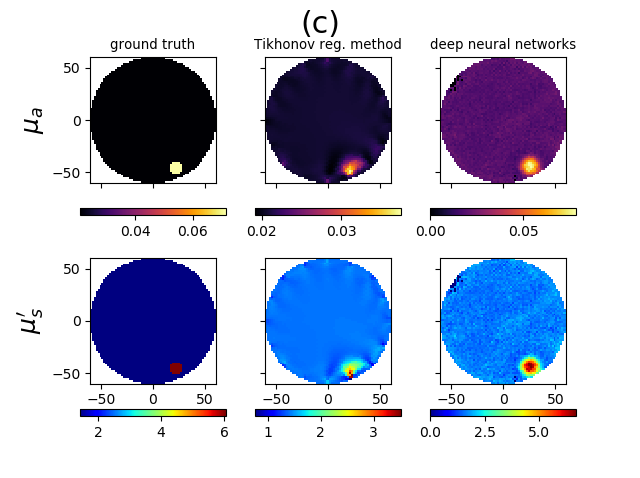 (c)
ground truth Tikhonov reg. method deep neural networks
μa
50
0
−50
0.04 0.06 0.02 0.03 0.00 0.05
μ′s
50
0
−50
−50 0 50 −50 0 50 −50 0 50
2 4 6 1 2 3 0.0 2.5 5.0